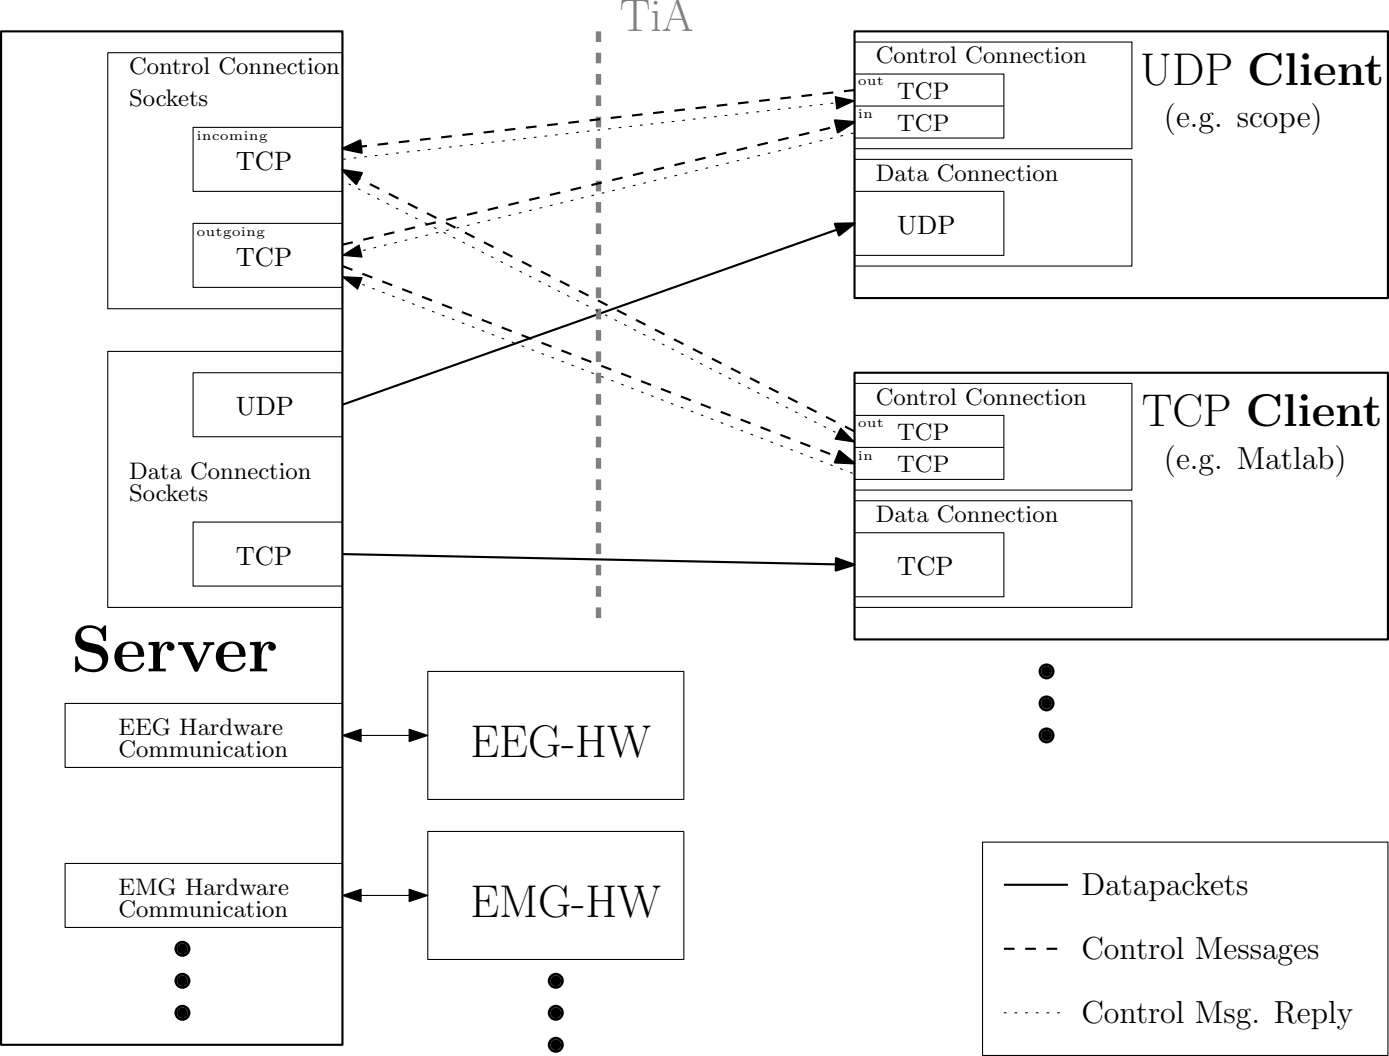 TiA
Control Connection
Sockets
incoming
TCP
outgoing
TCP
UDP
Data Connection
Sockets
TCP
Server
EEG Hardware
Communication
EMG Hardware
Communication
EEG-HW
EMG-HW
Control Connection
out
TCP
in
TCP
Data Connection
UDP
UDP Client
(e.g. scope)
Control Connection
out
TCP
in
TCP
Data Connection
TCP
TCP Client
(e.g. Matlab)
Datapackets
Control Messages
Control Msg. Reply